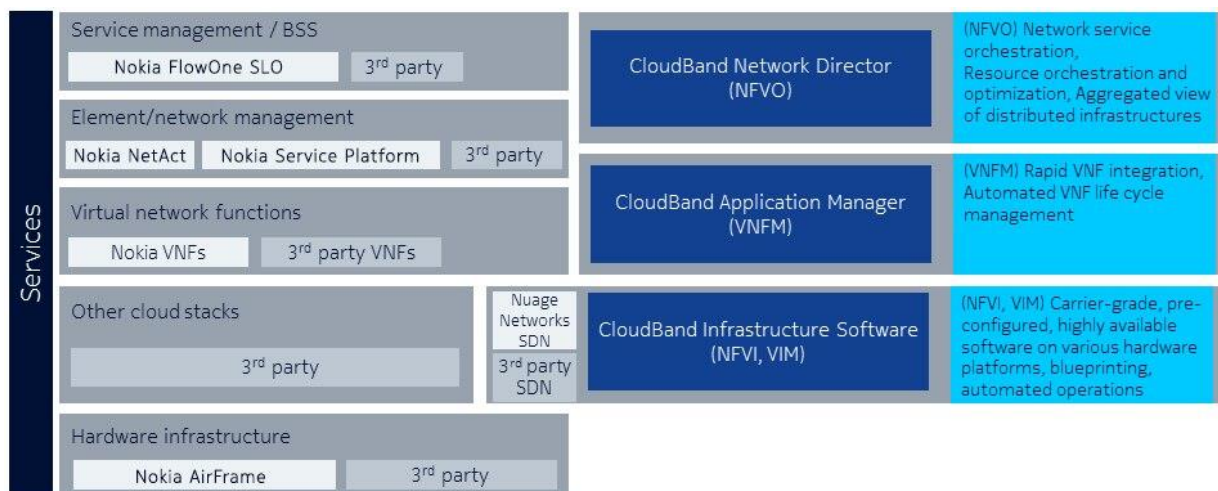 Services
Service management / BSS
Nokia FlowOne SLO
3rd party
Element/network management
Nokia NetAct
Nokia Service Platform
3rd party
Virtual network functions
Nokia VNFs
3rd party VNFs
Other cloud stacks
3rd party
Nuage
Networks
SDN
3rd party
SDN
Hardware infrastructure
Nokia AirFrame
3rd party
CloudBand Network Director
(NFVO)
(NFVO) Network service
orchestration,
Resource orchestration and
optimization, Aggregated view
of distributed infrastructures
CloudBand Application Manager
(VNFM)
(VNFM) Rapid VNF integration,
Automated VNF life cycle
management
CloudBand Infrastructure Software
(NFVI, VIM)
(NFVI, VIM) Carrier-grade, pre-
configured, highly available
software on various hardware
platforms, blueprinting,
automated operations